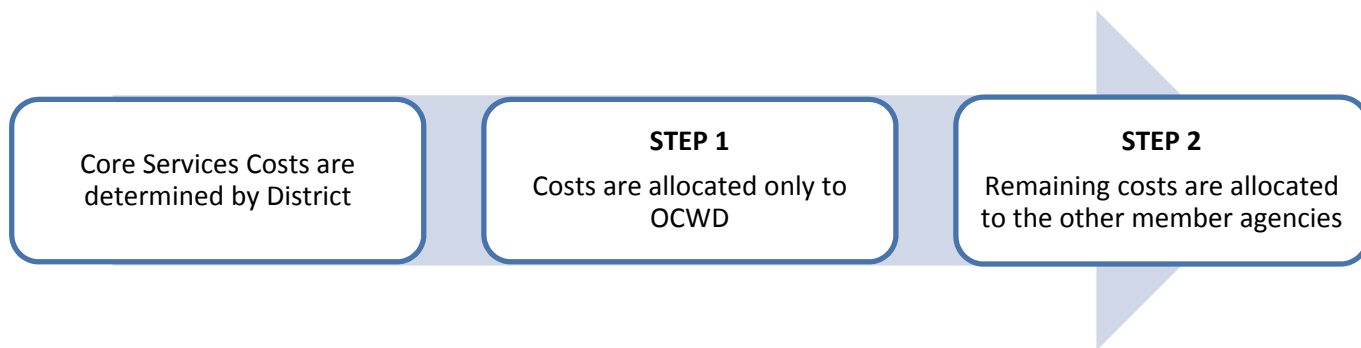 Core Services Costs are
determined by District
STEP 1
Costs are allocated only to
OCWD
STEP 2
Remaining costs are allocated
to the other member agencies